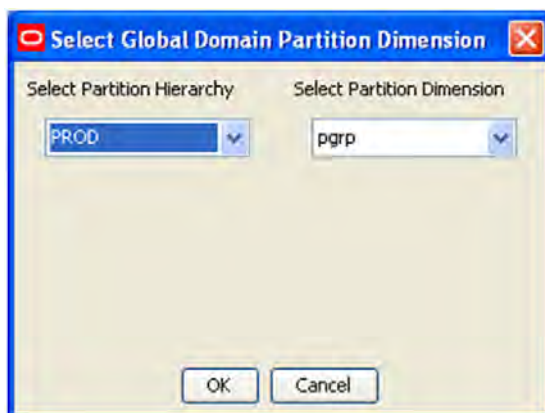 Select Global Domain Partition Dimension
Select Partition Hierarchy Select Partition Dimension
PROD pgrp
OK Cancel